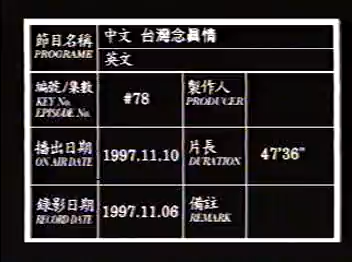 節目名稱 PROGRAME
中文 台灣念真情
英文
編號/集數 KEY No. EPISODE No.
#78
製作人 PRODUCER
播出日期 ON AIR DATE
1997.11.10
片長 DURATION
47'36"
錄影日期 RECORD DATE
1997.11.06
備註 REMARK